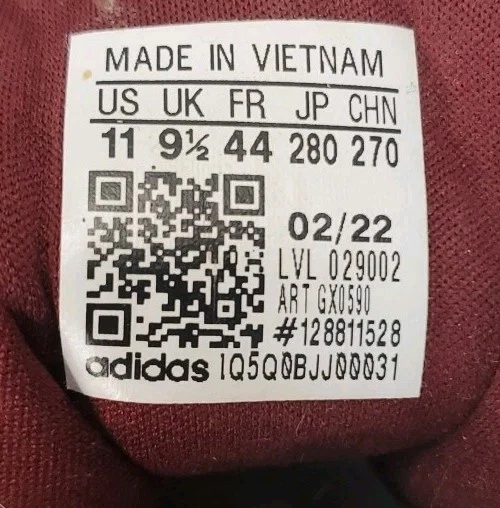 MADE IN VIETNAM
US UK FR JP CHN
11 9½ 44 280 270
02/22
LVL 029002
ART GX0590
#128811528
adidas 1Q5Q0BJJ00031